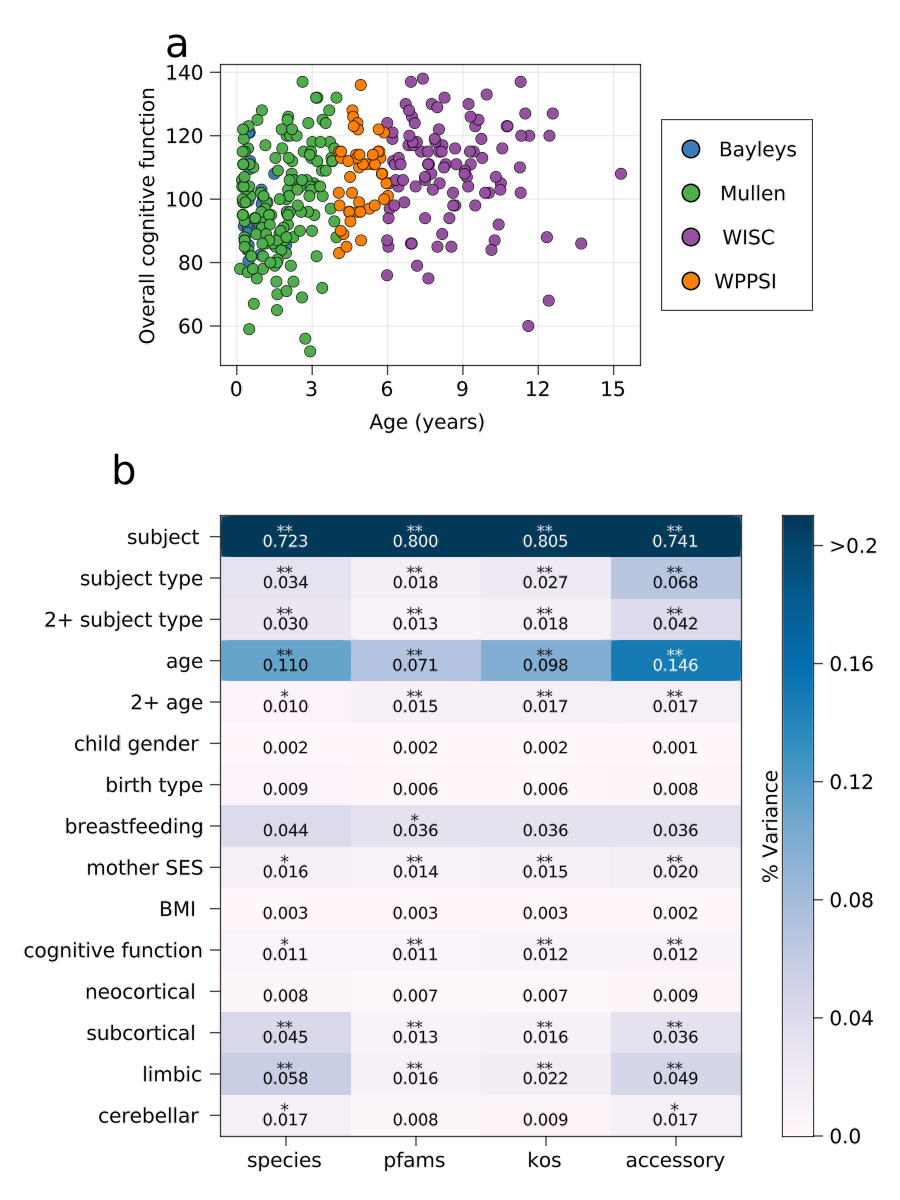 a
140
120
100
80
60
Overall cognitive function
0 3 6 9 12 15
Age (years)
Bayleys
Mullen
WISC
WPPSI
b
subject ** 0.723 ** 0.800 ** 0.805 ** 0.741
subject type ** 0.034 ** 0.018 ** 0.027 ** 0.068
2+ subject type ** 0.030 ** 0.013 ** 0.018 ** 0.042
age ** 0.110 ** 0.071 ** 0.098 ** 0.146
2+ age * 0.010 ** 0.015 ** 0.017 ** 0.017
child gender 0.002 0.002 0.002 0.001
birth type 0.009 0.006 0.006 0.008
breastfeeding 0.044 * 0.036 0.036 0.036
mother SES * 0.016 ** 0.014 ** 0.015 ** 0.020
BMI 0.003 0.003 0.003 0.002
cognitive function * 0.011 ** 0.011 ** 0.012 ** 0.012
neocortical 0.008 0.007 0.007 0.009
subcortical ** 0.045 ** 0.013 ** 0.016 ** 0.036
limbic ** 0.058 ** 0.016 ** 0.022 ** 0.049
cerebellar * 0.017 0.008 0.009 * 0.017
species pfams kos accessory
% Variance
>0.2
0.16
0.12
0.08
0.04
0.0